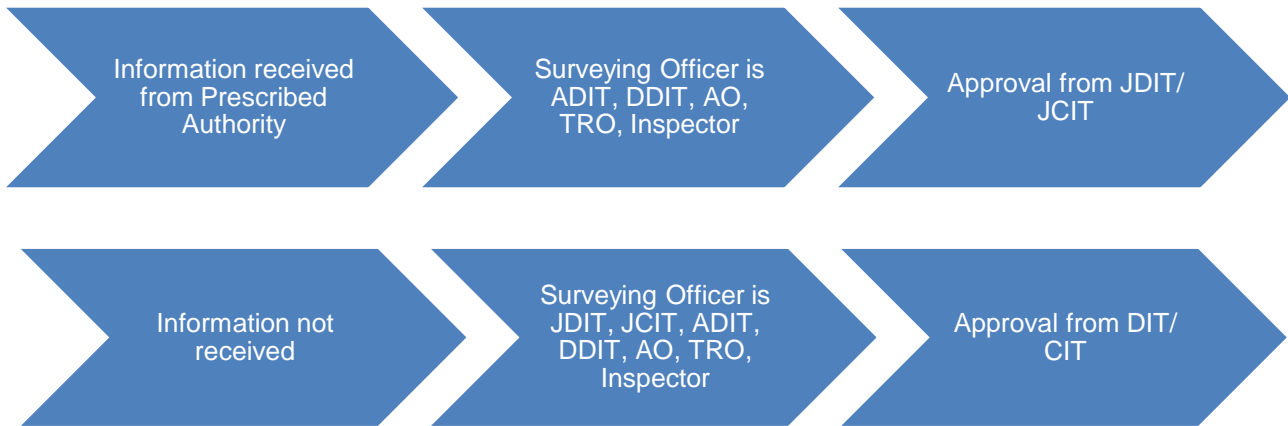 Information received
from Prescribed
Authority
Surveying Officer is
ADIT, DDIT, AO,
TRO, Inspector
Approval from JDIT/
JCIT
Information not
received
Surveying Officer is
JDIT, JCIT, ADIT,
DDIT, AO, TRO,
Inspector
Approval from DIT/
CIT